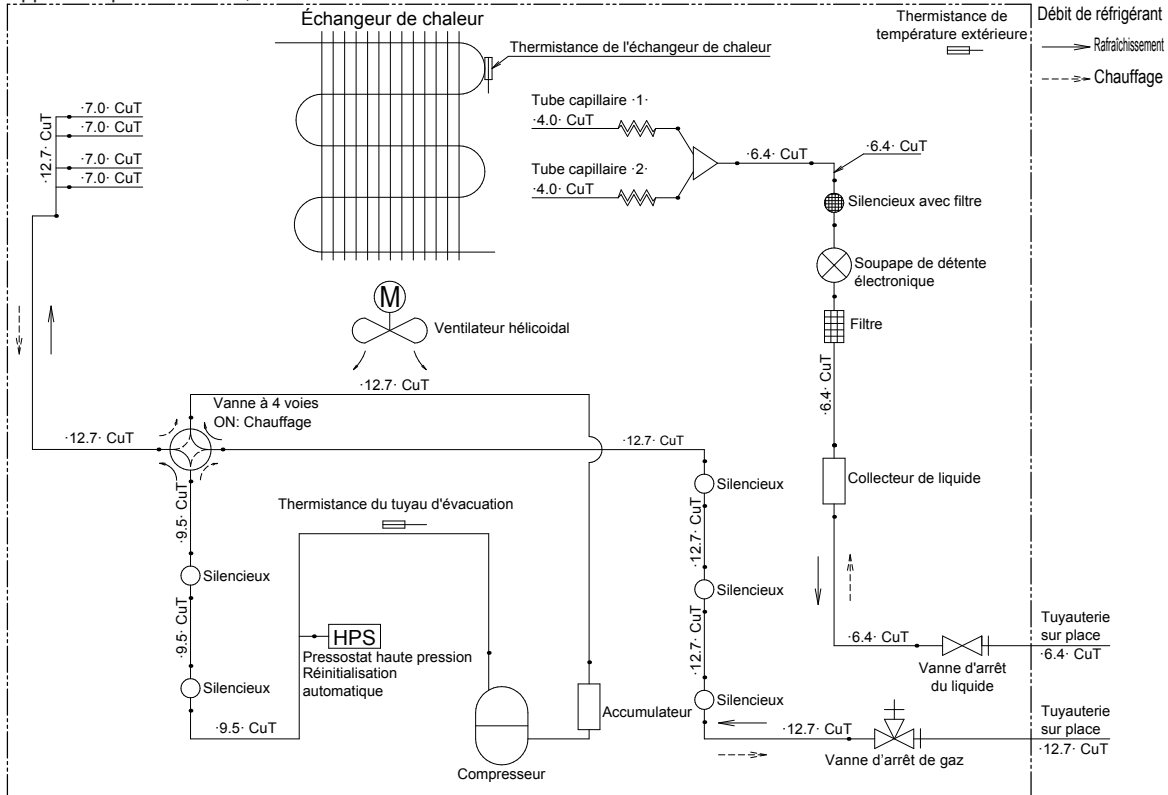 Échangeur de chaleur
Thermistance de
température extérieure
Débit de réfrigérant
Rafraîchissement
Chauffage
Thermistance de l'échangeur de chaleur
·7.0· CuT
·7.0· CuT
·7.0· CuT
·7.0· CuT
·12.7· CuT
Tube capillaire ·1·
·4.0· CuT
Tube capillaire ·2·
·4.0· CuT
·6.4· CuT
·6.4· CuT
Silencieux avec filtre
Soupape de détente
électronique
Filtre
M
Ventilateur hélicoidal
·6.4· CuT
·12.7· CuT
Vanne à 4 voies
ON: Chauffage
·12.7· CuT
·12.7· CuT
Collecteur de liquide
Silencieux
·9.5· CuT
Thermistance du tuyau d'évacuation
·12.7· CuT
Silencieux
Silencieux
·9.5· CuT
HPS
Pressostat haute pression
Réinitialisation
automatique
·12.7· CuT
·6.4· CuT
Vanne d'arrêt
du liquide
Tuyauterie
sur place
·6.4· CuT
Silencieux
Silencieux
Accumulateur
·9.5· CuT
Compresseur
·12.7· CuT
Vanne d'arrêt de gaz
Tuyauterie
sur place
·12.7· CuT